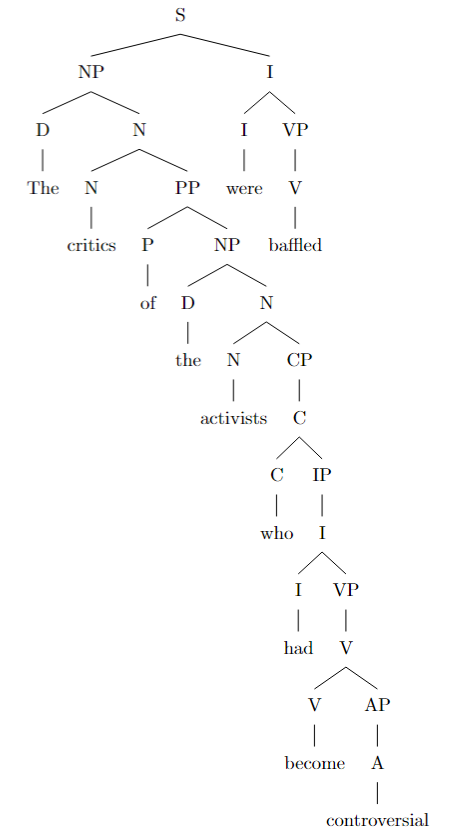 S
NP I
D N I VP
The N PP were V
critics P NP baffled
of D N
the N CP
activists C
C IP
who I
I VP
had V
V AP
become A
controversial